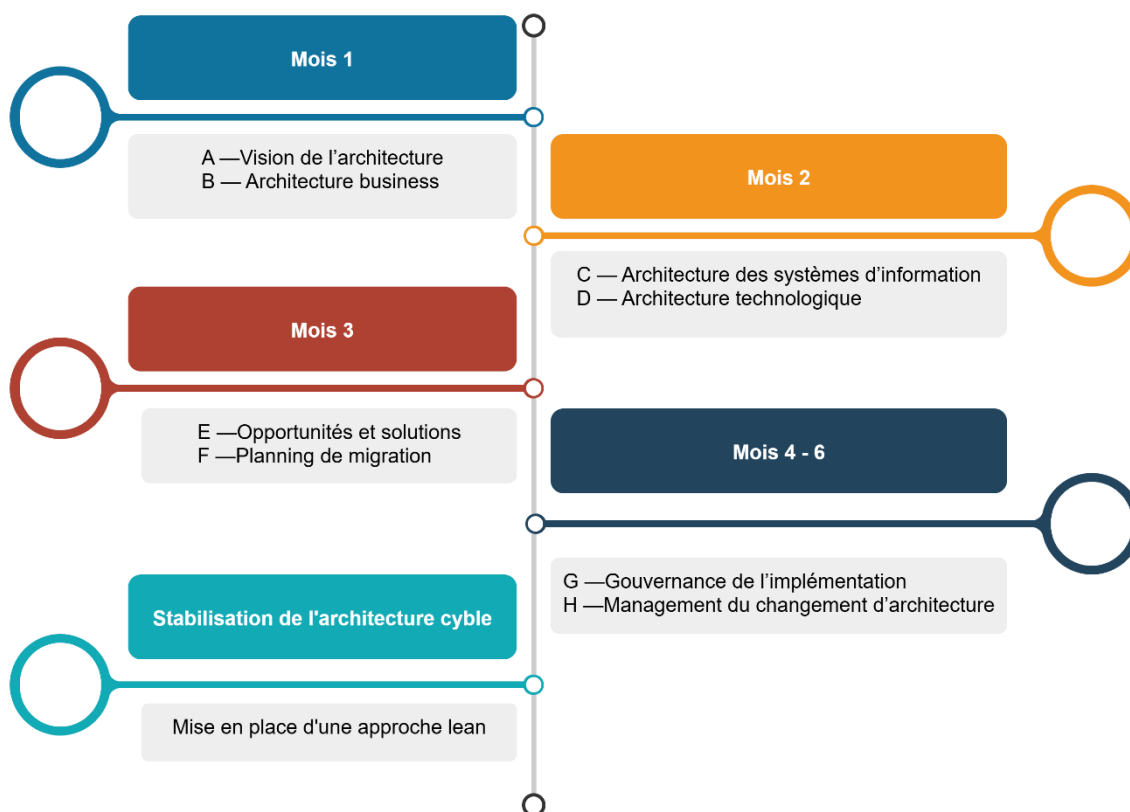 Mois 1
A —Vision de l’architecture
B — Architecture business
Mois 2
C — Architecture des systèmes d’information
D — Architecture technologique
Mois 3
E —Opportunités et solutions
F —Planning de migration
Mois 4 - 6
G —Gouvernance de l’implémentation
H —Management du changement d’architecture
Stabilisation de l'architecture cyble
Mise en place d'une approche lean